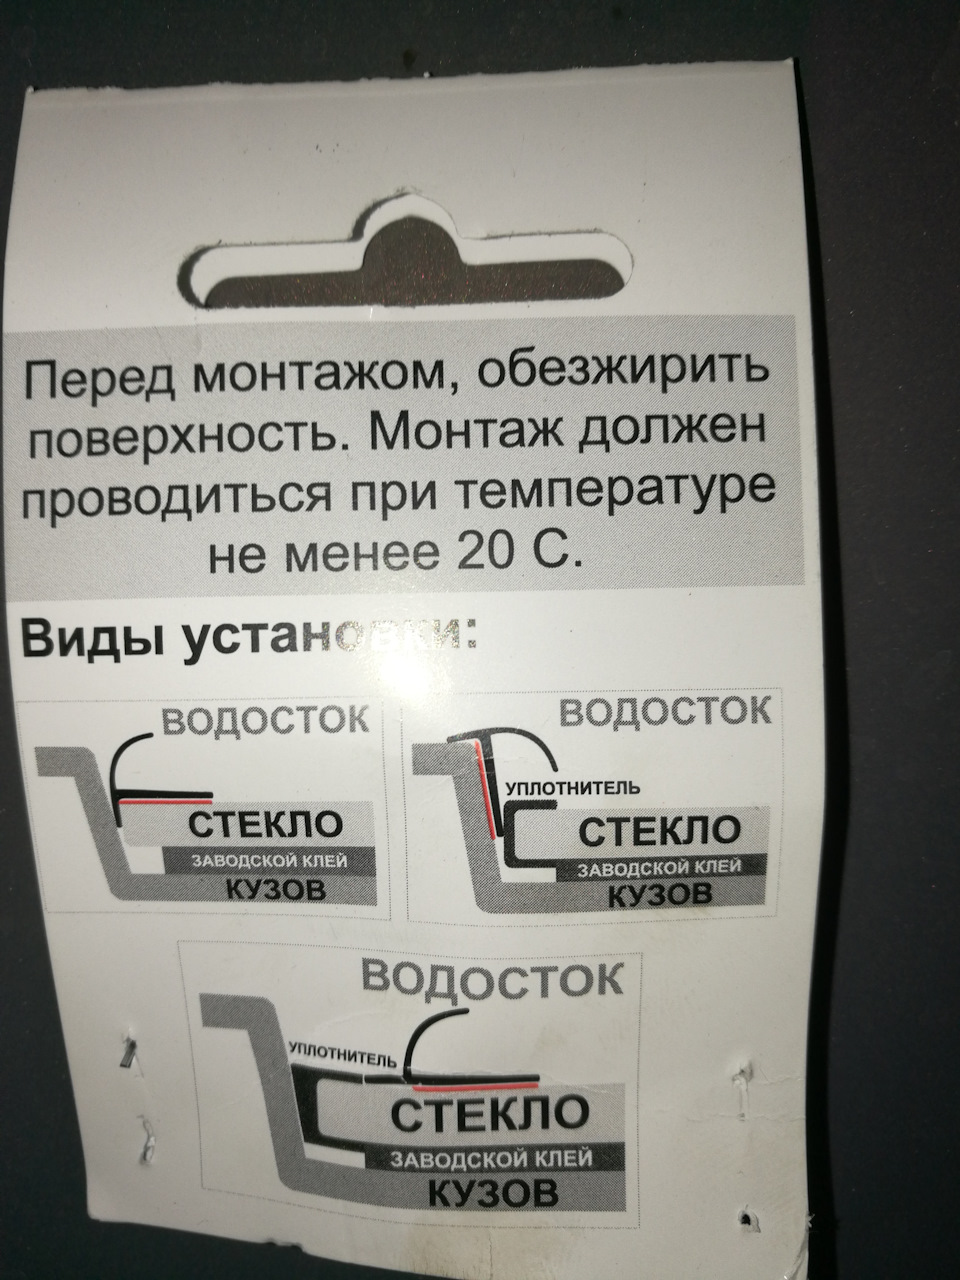 Перед монтажом, обезжирить
поверхность. Монтаж должен
проводиться при температуре
не менее 20 С.
Виды установки:
ВОДОСТОК
СТЕКЛО
ЗАВОДСКОЙ КЛЕЙ
КУЗОВ
ВОДОСТОК
УПЛОТНИТЕЛЬ
СТЕКЛО
ЗАВОДСКОЙ КЛЕЙ
КУЗОВ
ВОДОСТОК
УПЛОТНИТЕЛЬ
СТЕКЛО
ЗАВОДСКОЙ КЛЕЙ
КУЗОВ